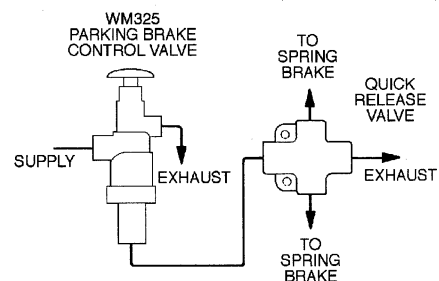 WM325
PARKING BRAKE
CONTROL VALVE
SUPPLY
EXHAUST
TO
SPRING
BRAKE
QUICK
RELEASE
VALVE
EXHAUST
TO
SPRING
BRAKE